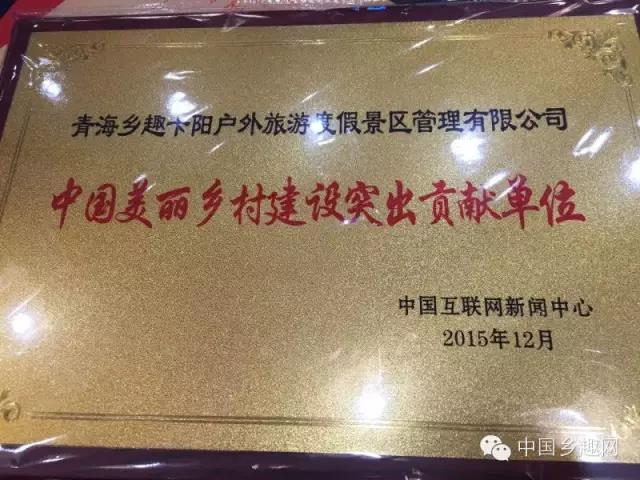 青海乡趣卡阳户外旅游度假景区管理有限公司
中国美丽乡村建设突出贡献单位
中国互联网新闻中心
2015年12月
中国乡趣网